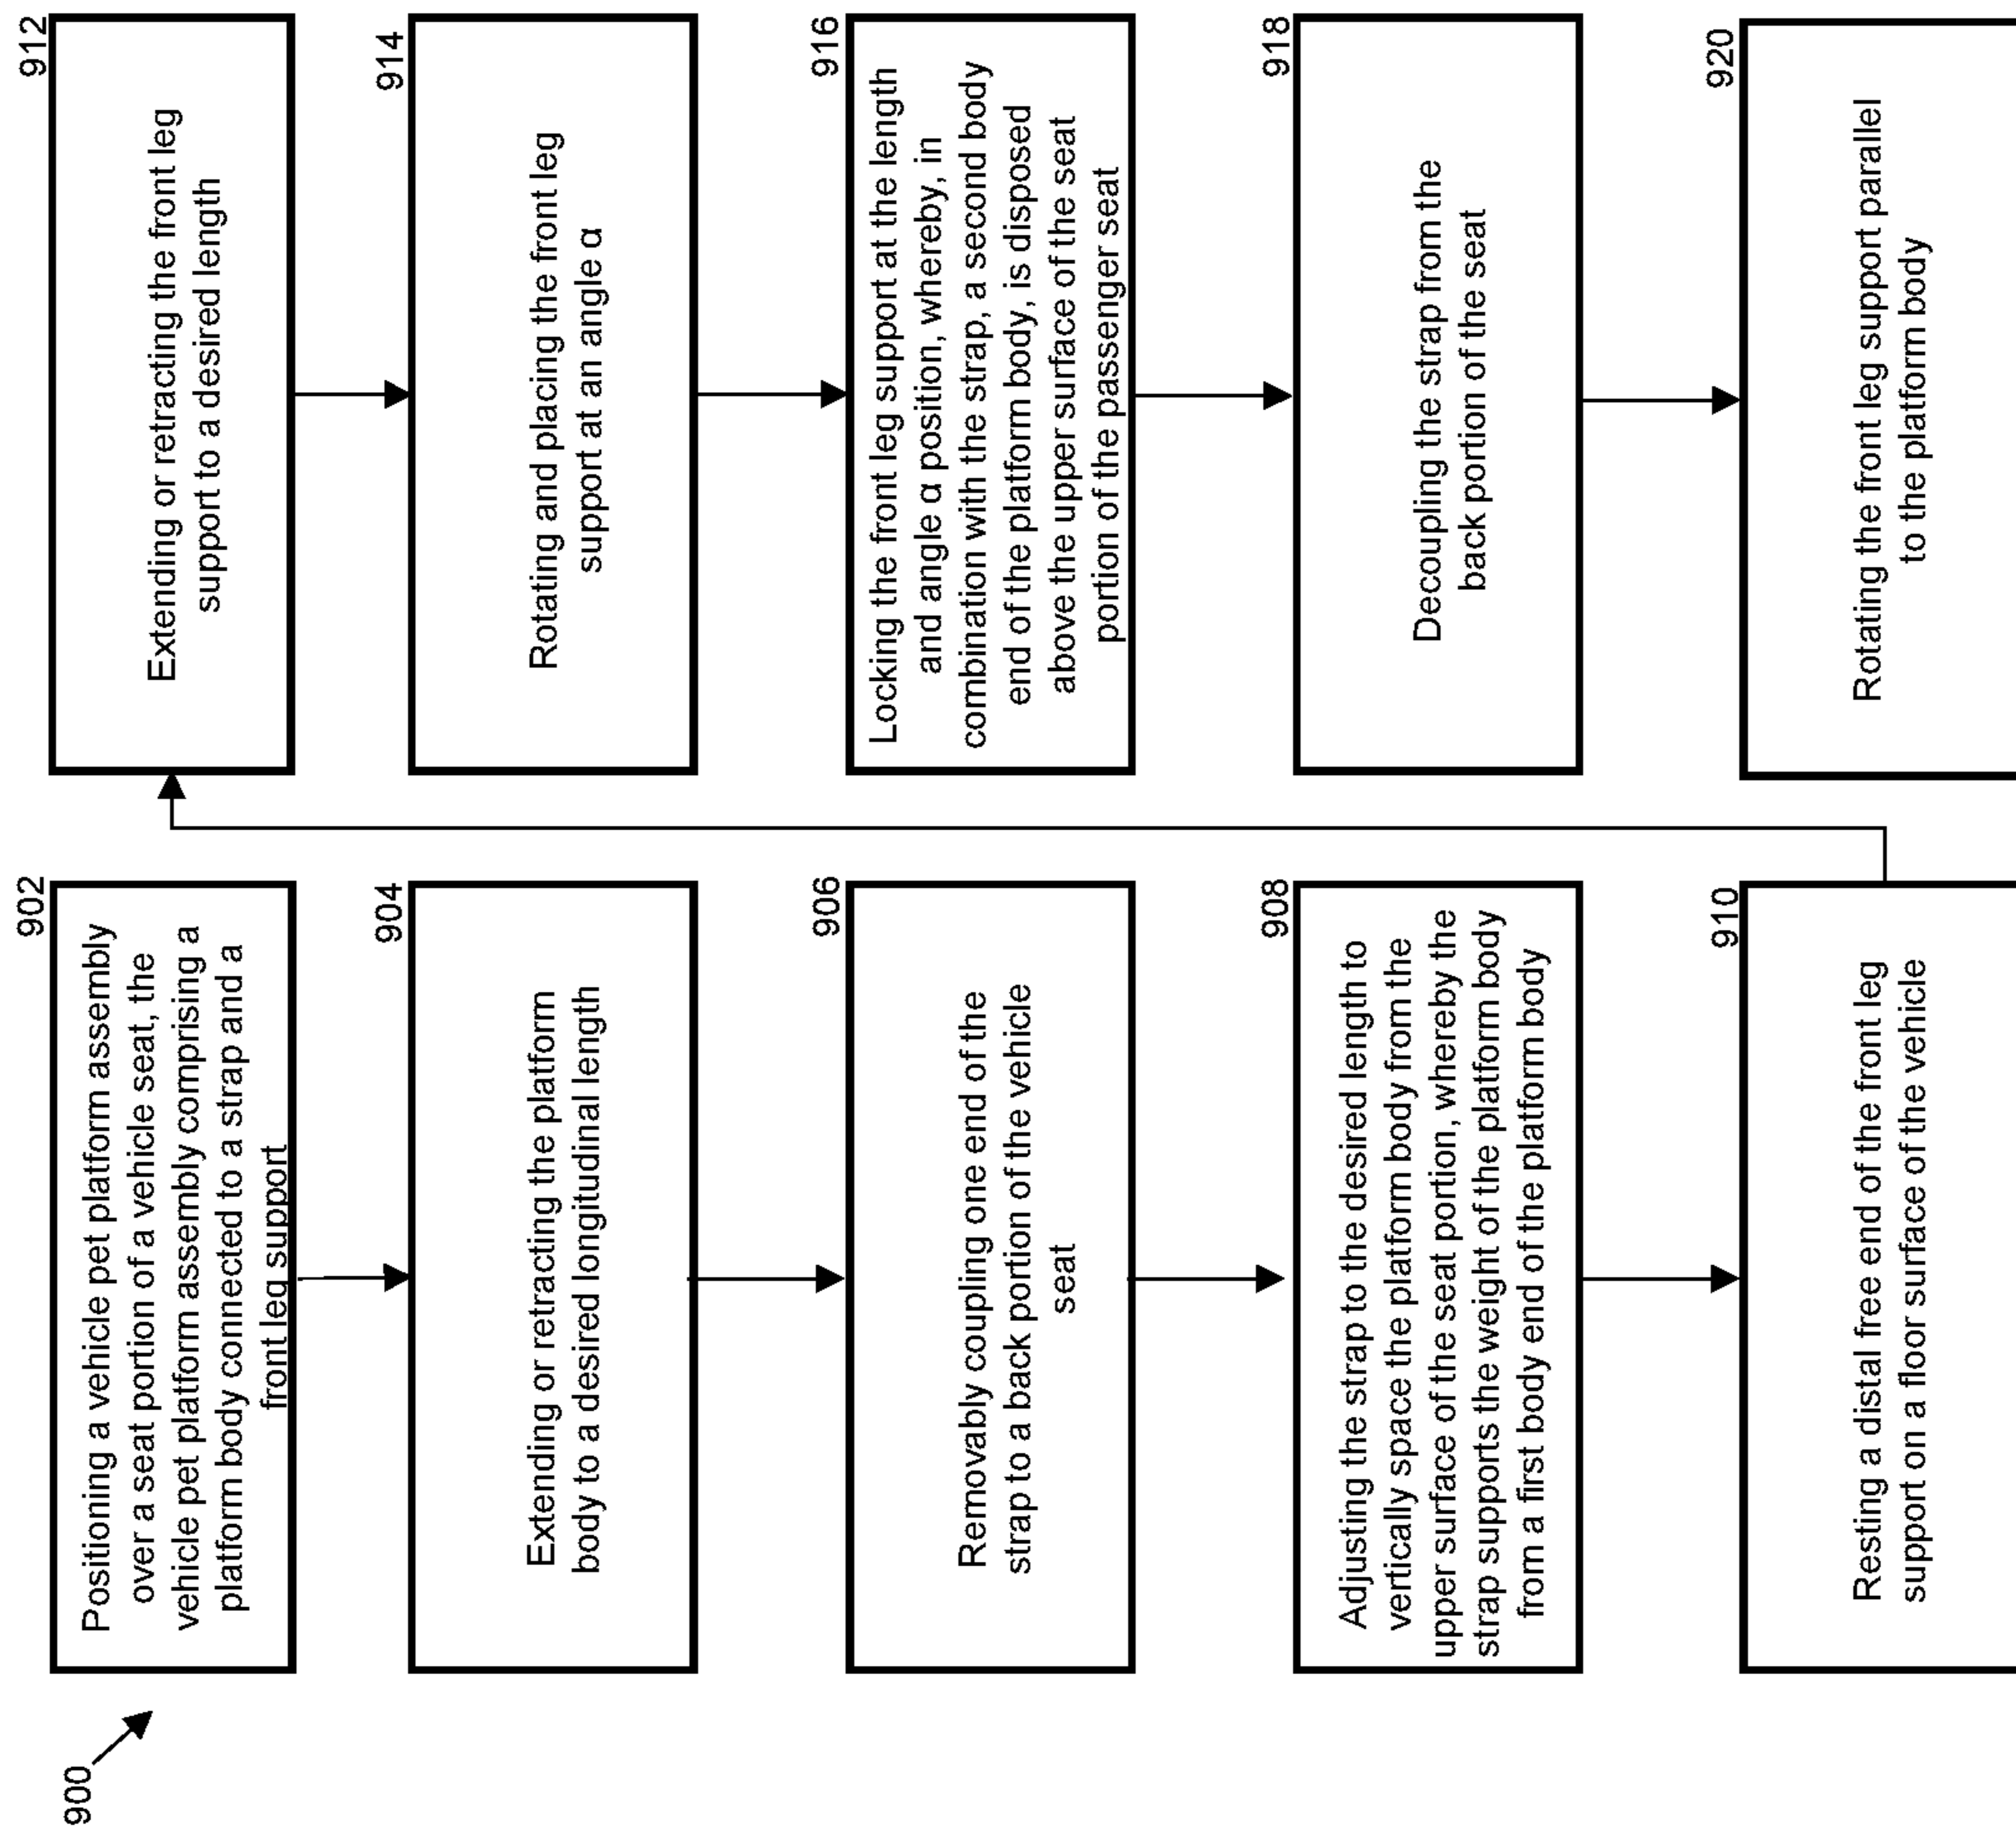 900
902
Positioning a vehicle pet platform assembly
over a seat portion of a vehicle seat, the
vehicle pet platform assembly comprising a
platform body connected to a strap and a
front leg support
904
Extending or retracting the platform
body to a desired longitudinal length
906
Removably coupling one end of the
strap to a back portion of the vehicle
seat
908
Adjusting the strap to the desired length to
vertically space the platform body from the
upper surface of the seat portion, whereby the
strap supports the weight of the platform body
from a first body end of the platform body
910
Resting a distal free end of the front leg
support on a floor surface of the vehicle
912
Extending or retracting the front leg
support to a desired length
914
Rotating and placing the front leg
support at an angle α
916
Locking the front leg support at the length
and angle α position, whereby, in
combination with the strap, a second body
end of the platform body, is disposed
above the upper surface of the seat
portion of the passenger seat
918
Decoupling the strap from the
back portion of the seat
920
Rotating the front leg support parallel
to the platform body